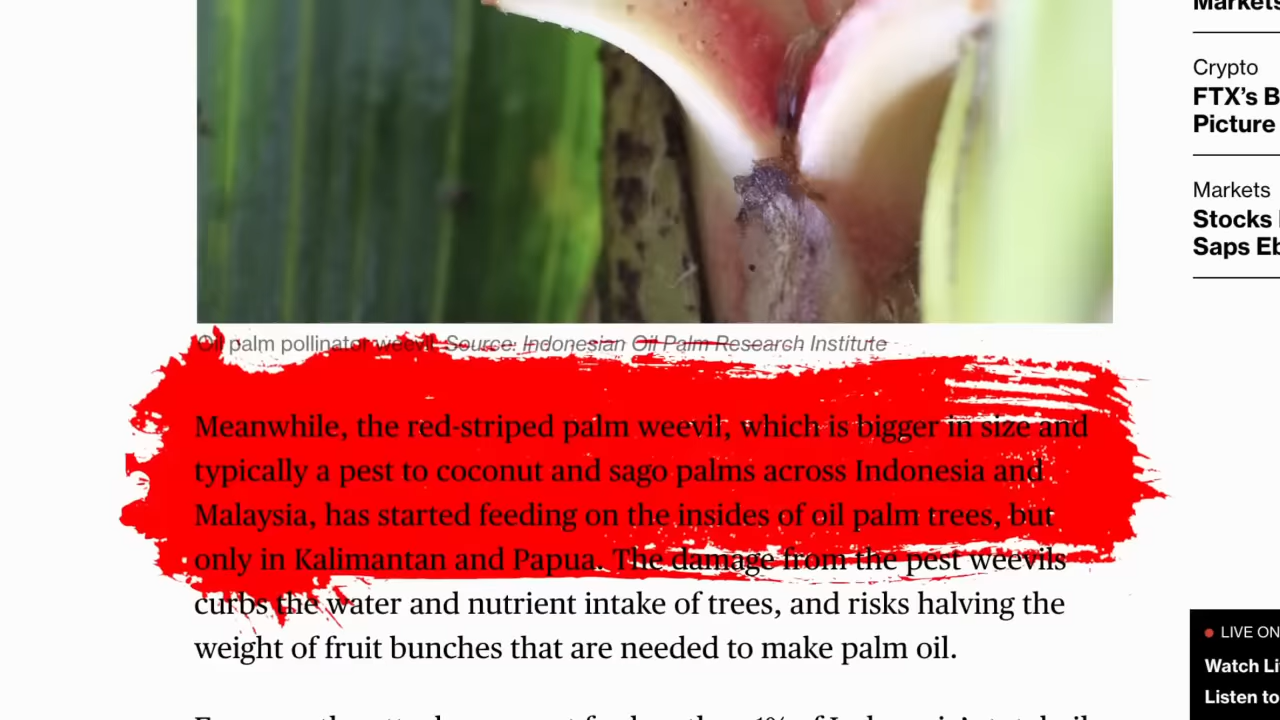 Markets
Crypto
FTX’s B
Picture
Markets
Stocks
Saps Eb
Oil palm pollinator weevil. Source: Indonesian Oil Palm Research Institute
Meanwhile, the red-striped palm weevil, which is bigger in size and
typically a pest to coconut and sago palms across Indonesia and
Malaysia, has started feeding on the insides of oil palm trees, but
only in Kalimantan and Papua. The damage from the pest weevils
curbs the water and nutrient intake of trees, and risks halving the
weight of fruit bunches that are needed to make palm oil.
LIVE ON
Watch Li
Listen to